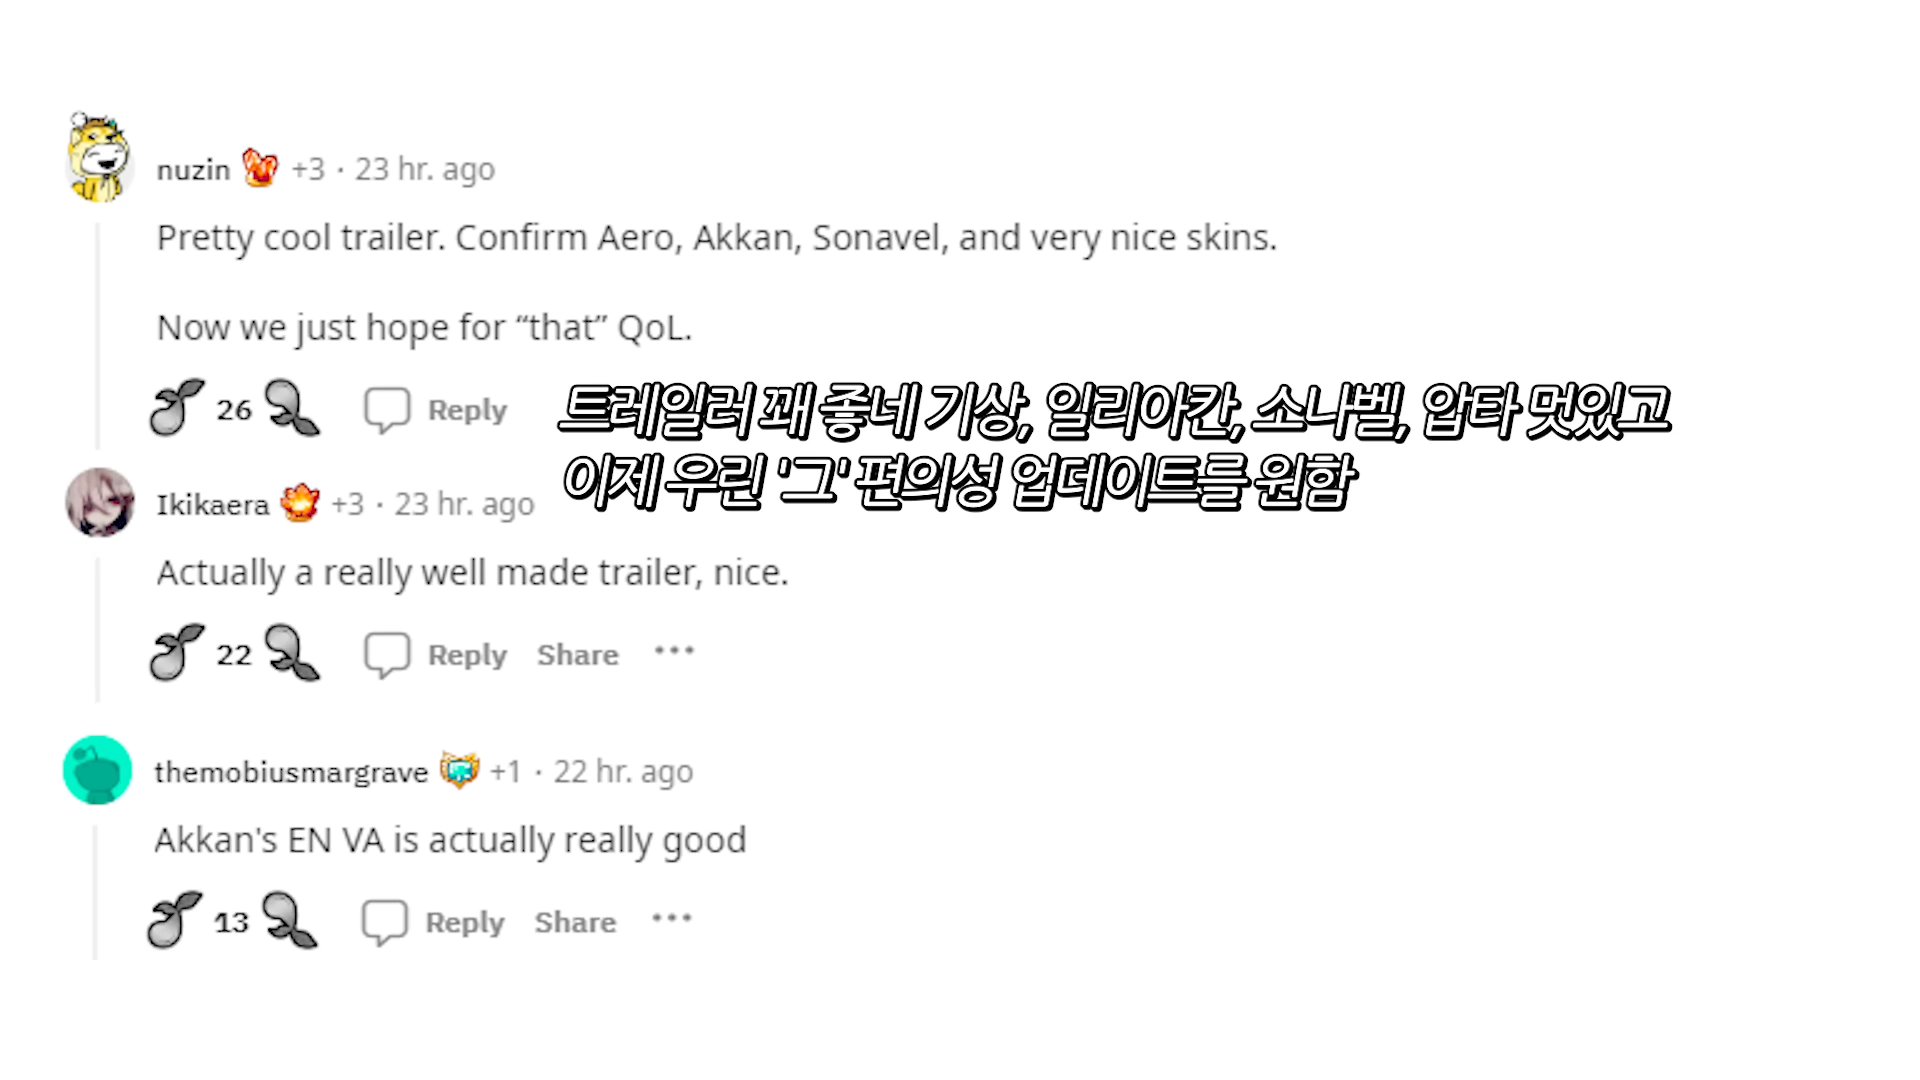 nuzin +3 · 23 hr. ago
Pretty cool trailer. Confirm Aero, Akkan, Sonavel, and very nice skins.
Now we just hope for “that” QoL.
26 Reply
트레일러 꽤 좋네 기상, 일리아칸, 소나벨, 압타 멋있고
이제 우린 '그' 편의성 업데이트를 원함
Ikikaera +3 · 23 hr. ago
Actually a really well made trailer, nice.
22 Reply Share ...
themobiusmargrave +1 · 22 hr. ago
Akkan's EN VA is actually really good
13 Reply Share ...